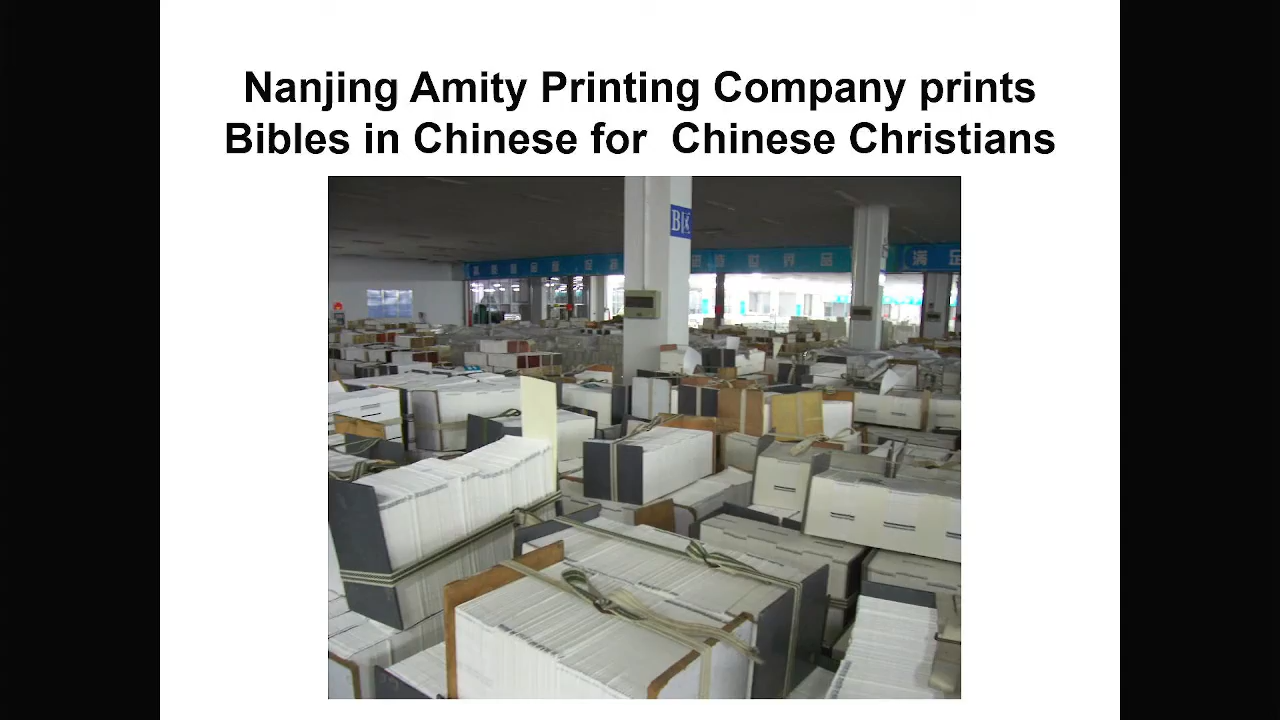 Nanjing Amity Printing Company prints
Bibles in Chinese for  Chinese Christians